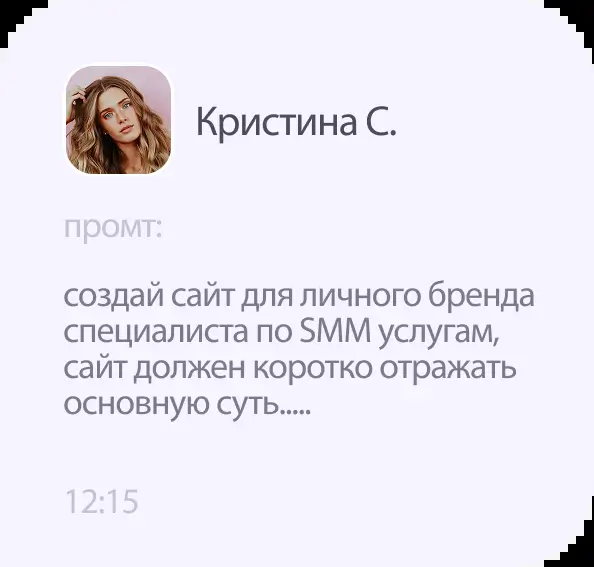 Кристина С.
промт:
создай сайт для личного бренда
специалиста по SMM услугам,
сайт должен коротко отражать
основную суть.....
12:15